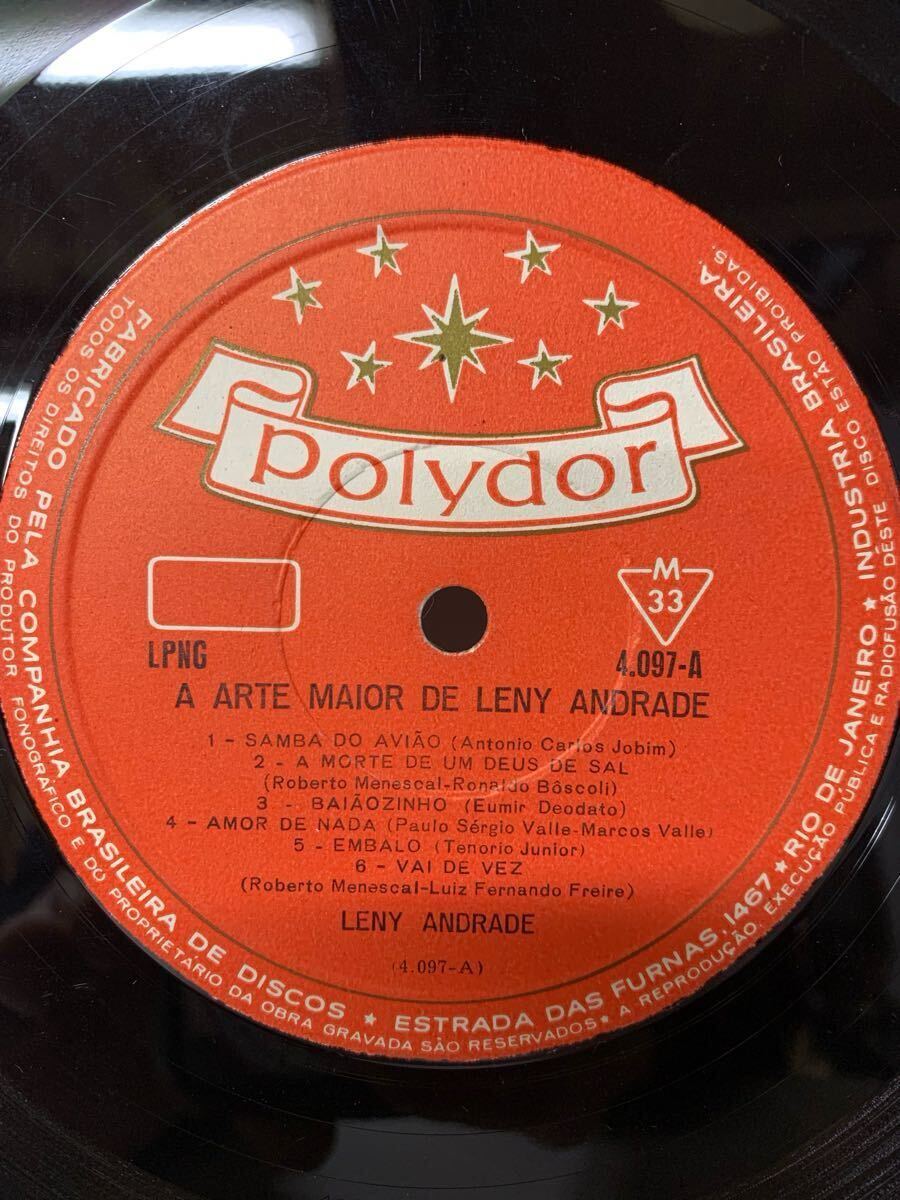 polydor
M
33
LPNG
4.097-A
A ARTE MAIOR DE LENY ANDRADE
1 - SAMBA DO AVIÃO (Antonio Carlos Jobim)
2 - A MORTE DE UM DEUS DE SAL
(Roberto Menescal-Ronaldo Bôscoli)
3 - BAIÃOZINHO (Eumir Deodato)
4 - AMOR DE NADA (Paulo Sérgio Valle-Marcos Valle)
5 - EMBALO (Tenorio Junior)
6 - VAI DE VEZ
(Roberto Menescal-Luiz Fernando Freire)
LENY ANDRADE
(4.097-A)
FABRICADO PELA COMPANHIA BRASILEIRA DE DISCOS ★ ESTRADA DAS FURNAS, 1467 ★ RIO DE JANEIRO ★ INDUSTRIA BRASILEIRA
TODOS OS DIREITOS DO PRODUTOR FONOGRÁFICO E DO PROPRIETÁRIO DA OBRA GRAVADA SÃO RESERVADOS ★ A REPRODUÇÃO, EXECUÇÃO PÚBLICA E RADIOFUSÃO DÊSTE DISCO ESTÃO PROIBIDAS.